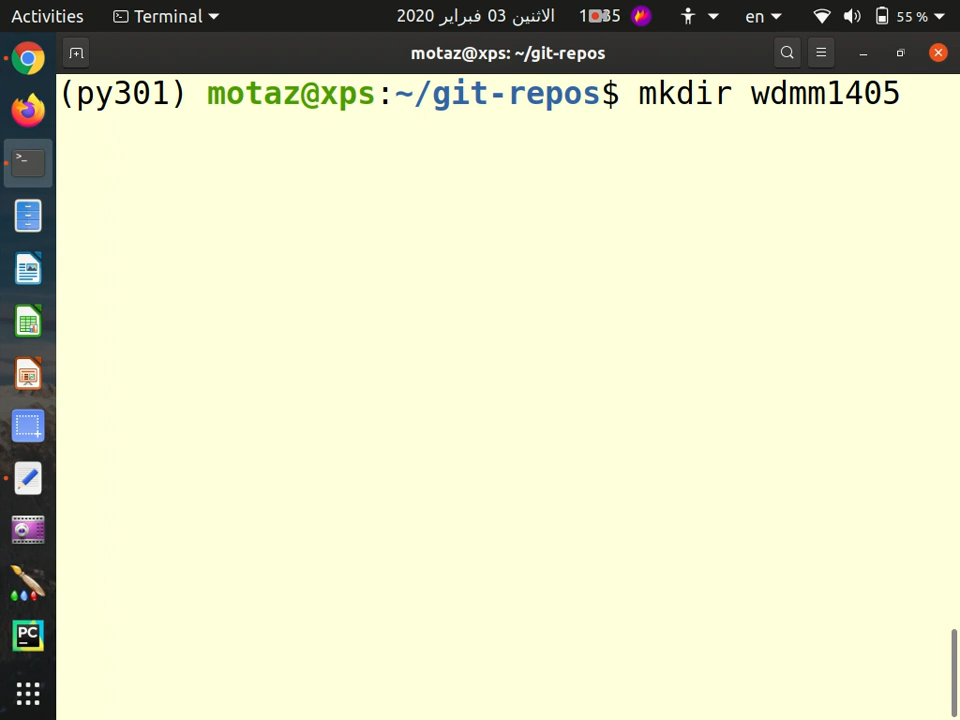 Activities Terminal الاثنين 03 فبراير 2020 en 55 %
motaz@xps: ~/git-repos
(py301) motaz@xps:~/git-repos$ mkdir wdmm1405
>_
PC